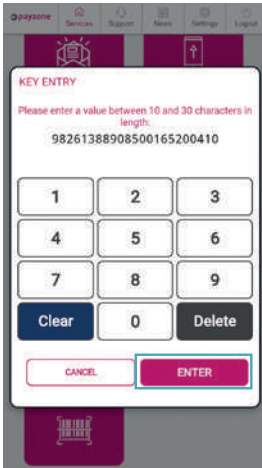 payzone
Services
Support
News
Settings
Logout
KEY ENTRY
Please enter a value between 10 and 30 characters in
length:
98261388908500165200410
1 2 3
4 5 6
7 8 9
Clear 0 Delete
CANCEL ENTER